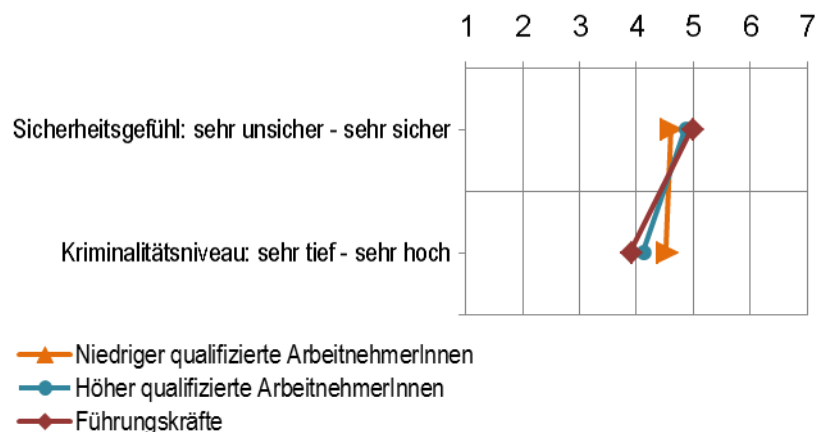 1 2 3 4 5 6 7
Sicherheitsgefühl: sehr unsicher - sehr sicher
Kriminalitätsniveau: sehr tief - sehr hoch
Niedriger qualifizierte ArbeitnehmerInnen
Höher qualifizierte ArbeitnehmerInnen
Führungskräfte